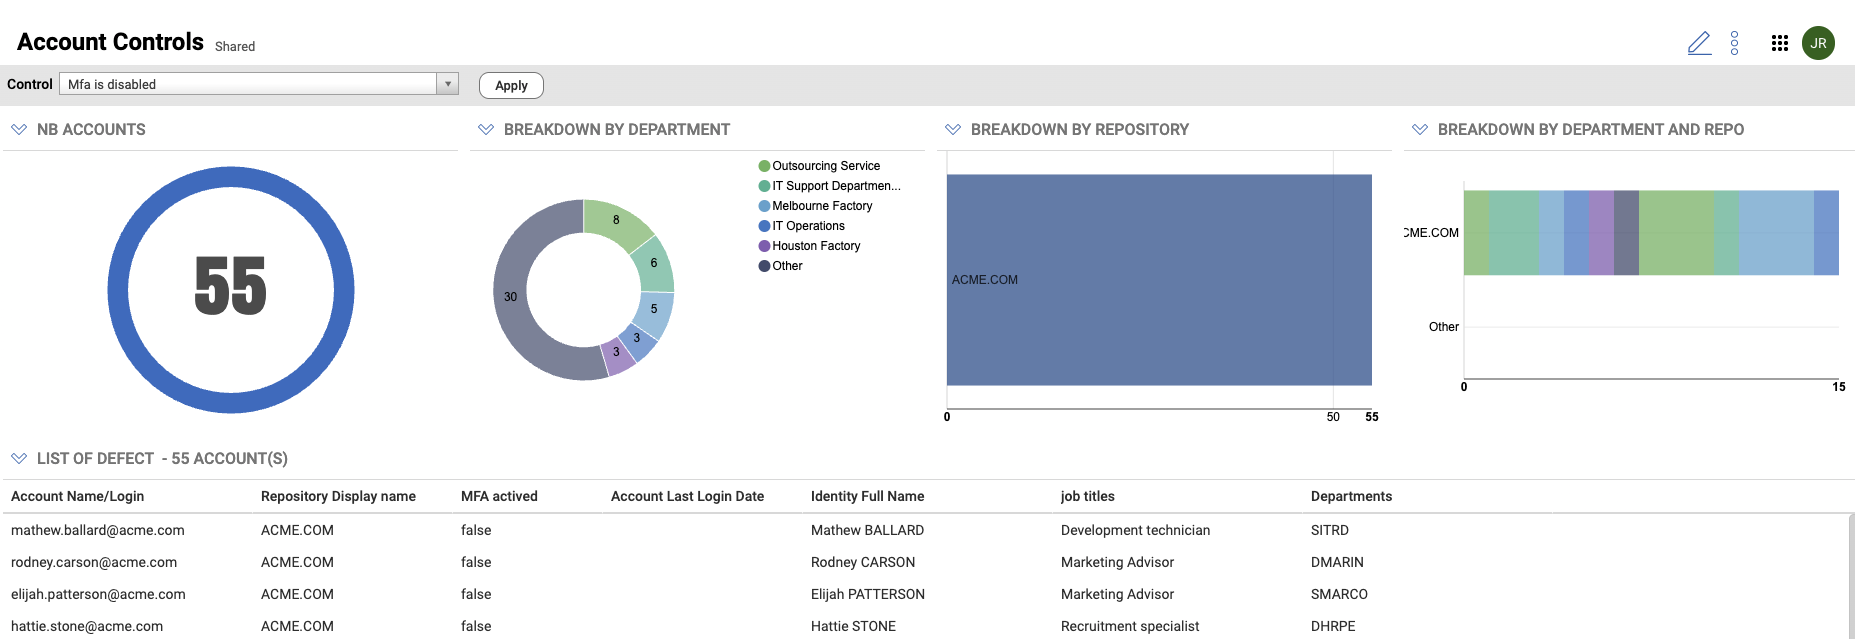 Account Controls Shared
JR
Control Mfa is disabled Apply
NB ACCOUNTS
55
BREAKDOWN BY DEPARTMENT
8
6
5
3
3
30
Outsourcing Service
IT Support Departmen...
Melbourne Factory
IT Operations
Houston Factory
Other
BREAKDOWN BY REPOSITORY
ACME.COM
0 50 55
BREAKDOWN BY DEPARTMENT AND REPO
CME.COM
Other
0 15
LIST OF DEFECT - 55 ACCOUNT(S)
Account Name/Login Repository Display name MFA actived Account Last Login Date Identity Full Name job titles Departments
mathew.ballard@acme.com ACME.COM false Mathew BALLARD Development technician SITRD
rodney.carson@acme.com ACME.COM false Rodney CARSON Marketing Advisor DMARIN
elijah.patterson@acme.com ACME.COM false Elijah PATTERSON Marketing Advisor SMARCO
hattie.stone@acme.com ACME.COM false Hattie STONE Recruitment specialist DHRPE